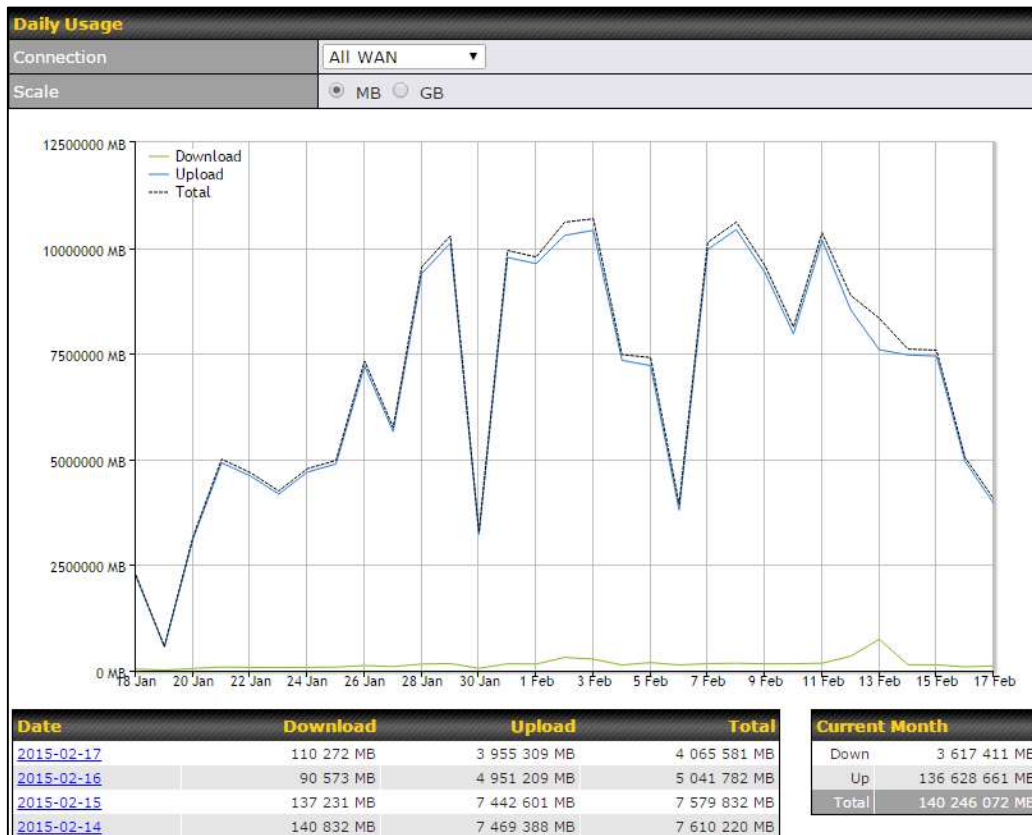 Daily Usage
Connection All WAN
Scale MB GB
12500000 MB
10000000 MB
7500000 MB
5000000 MB
2500000 MB
0 MB
Download
Upload
Total
18 Jan 20 Jan 22 Jan 24 Jan 26 Jan 28 Jan 30 Jan 1 Feb 3 Feb 5 Feb 7 Feb 9 Feb 11 Feb 13 Feb 15 Feb 17 Feb
Date Download Upload Total
2015-02-17 110 272 MB 3 955 309 MB 4 065 581 MB
2015-02-16 90 573 MB 4 951 209 MB 5 041 782 MB
2015-02-15 137 231 MB 7 442 601 MB 7 579 832 MB
2015-02-14 140 832 MB 7 469 388 MB 7 610 220 MB
Current Month
Down 3 617 411 MB
Up 136 628 661 MB
Total 140 246 072 MB